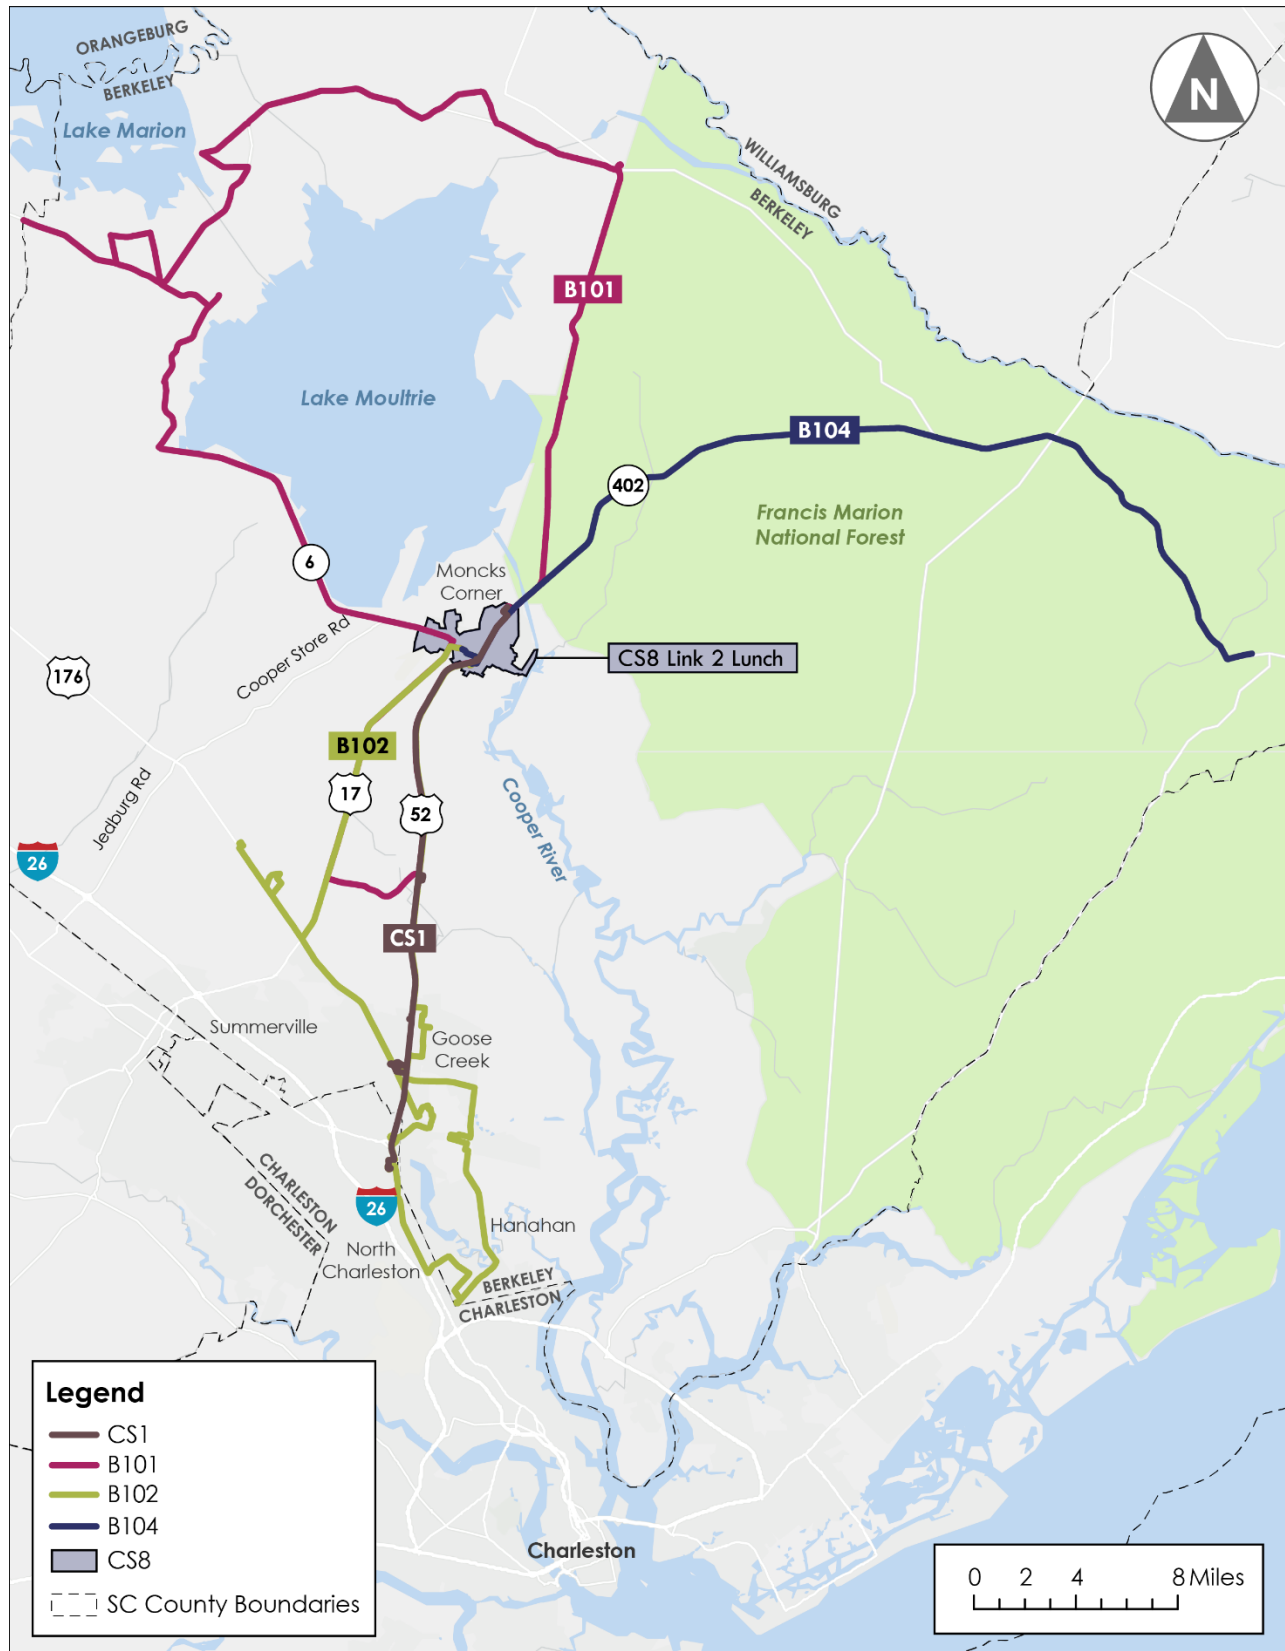 ORANGEBURG
BERKELEY
Lake Marion
N
WILLIAMSBURG
BERKELEY
B101
Lake Moultrie
B104
402
Francis Marion
National Forest
6
Moncks
Corner
Cooper Store Rd
CS8 Link 2 Lunch
176
B102
17
52
Jedburg Rd
Cooper River
26
CS1
Summerville
Goose
Creek
CHARLESTON
DORCHESTER
26
Hanahan
North
Charleston
BERKELEY
CHARLESTON
Legend
CS1
B101
B102
B104
CS8
SC County Boundaries
Charleston
0 2 4 8 Miles